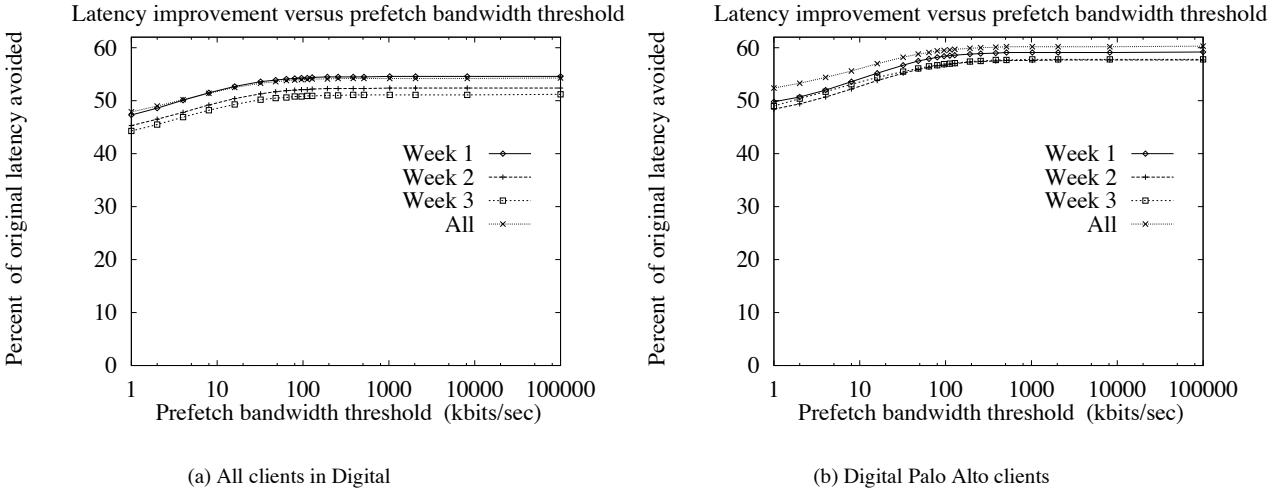 Latency improvement versus prefetch bandwidth threshold
Percent of original latency avoided
60
50
40
30
20
10
0
Week 1
Week 2
Week 3
All
1 10 100 1000 10000 100000
Prefetch bandwidth threshold (kbits/sec)
(a) All clients in Digital
Latency improvement versus prefetch bandwidth threshold
Percent of original latency avoided
60
50
40
30
20
10
0
Week 1
Week 2
Week 3
All
1 10 100 1000 10000 100000
Prefetch bandwidth threshold (kbits/sec)
(b) Digital Palo Alto clients